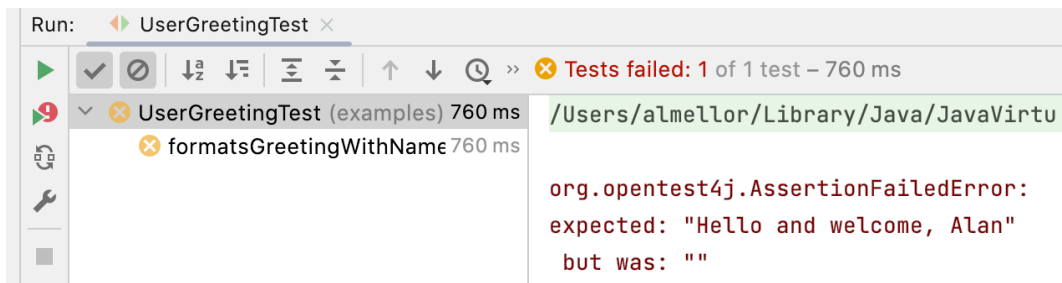 Run: UserGreetingTest
Tests failed: 1 of 1 test – 760 ms
UserGreetingTest (examples) 760 ms
formatsGreetingWithName 760 ms
/Users/almellor/Library/Java/JavaVirtu
org.opentest4j.AssertionFailedError:
expected: "Hello and welcome, Alan"
but was: ""